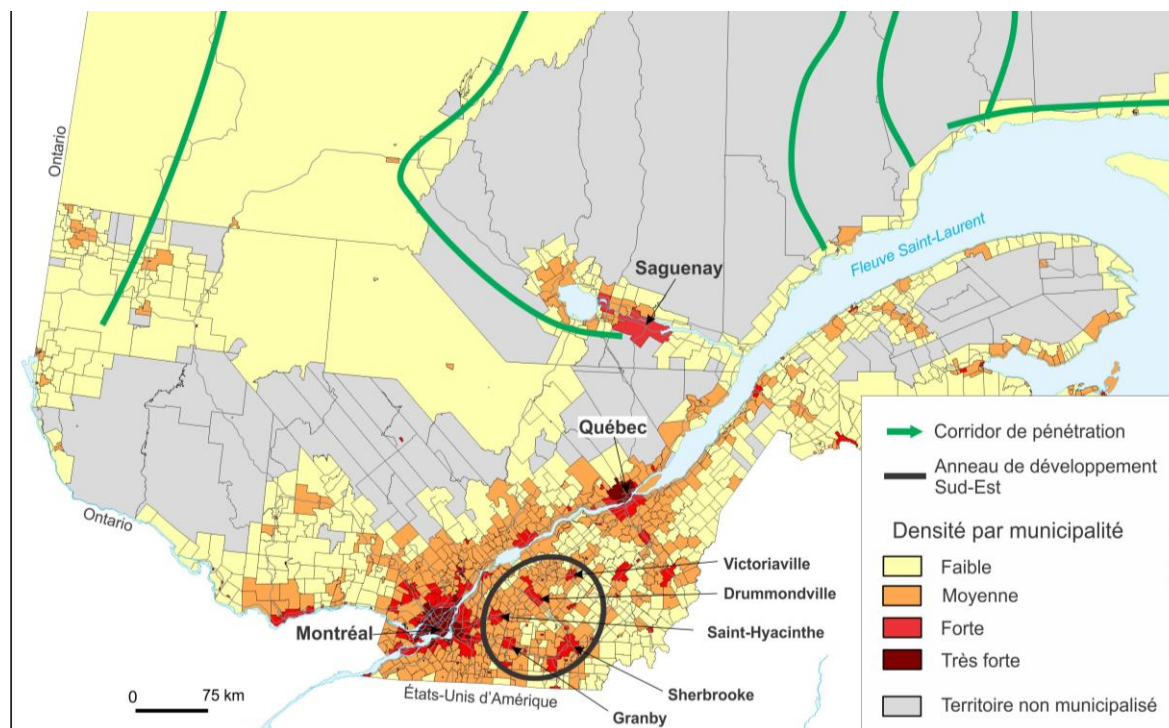 Ontario
Fleuve Saint-Laurent
Saguenay
Québec
Ontario
Victoriaville
Drummondville
Saint-Hyacinthe
Montréal
Sherbrooke
Granby
États-Unis d'Amérique
0 75 km
Corridor de pénétration
Anneau de développement
Sud-Est
Densité par municipalité
Faible
Moyenne
Forte
Très forte
Territoire non municipalisé